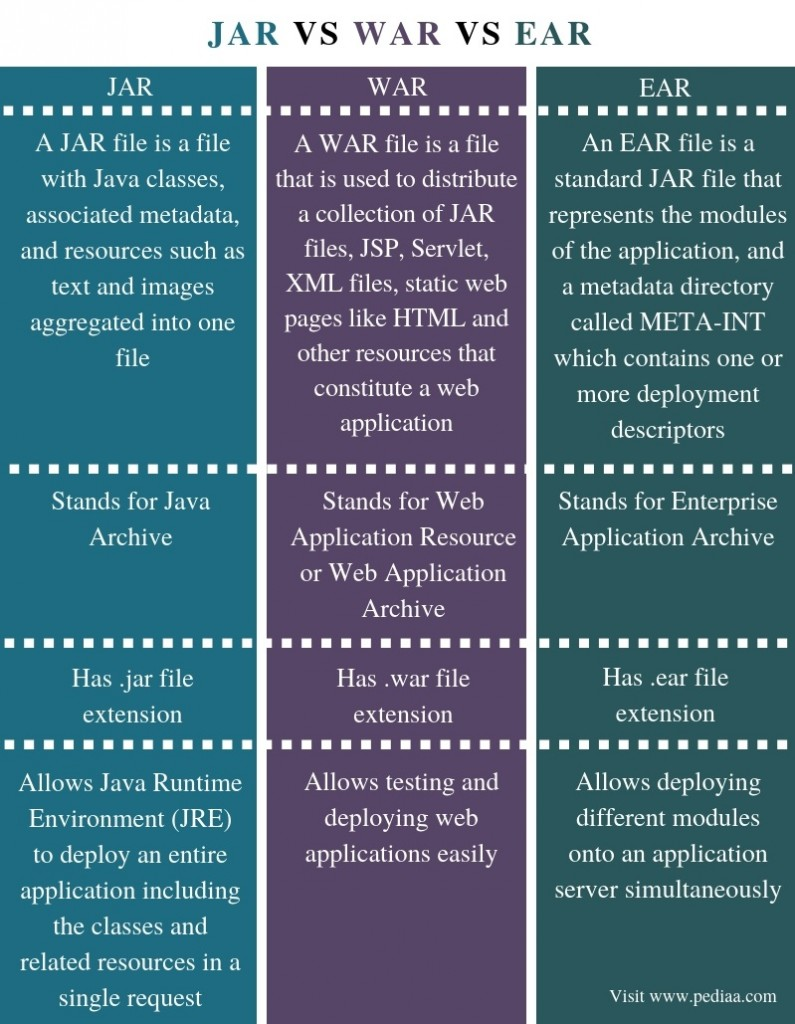 JAR VS WAR VS EAR
JAR
A JAR file is a file
with Java classes,
associated metadata,
and resources such as
text and images
aggregated into one
file
Stands for Java
Archive
Has .jar file
extension
Allows Java Runtime
Environment (JRE)
to deploy an entire
application including
the classes and
related resources in a
single request
WAR
A WAR file is a file
that is used to distribute
a collection of JAR
files, JSP, Servlet,
XML files, static web
pages like HTML and
other resources that
constitute a web
application
Stands for Web
Application Resource
or Web Application
Archive
Has .war file
extension
Allows testing and
deploying web
applications easily
EAR
An EAR file is a
standard JAR file that
represents the modules
of the application, and
a metadata directory
called META-INT
which contains one or
more deployment
descriptors
Stands for Enterprise
Application Archive
Has .ear file
extension
Allows deploying
different modules
onto an application
server simultaneously
Visit www.pediaa.com